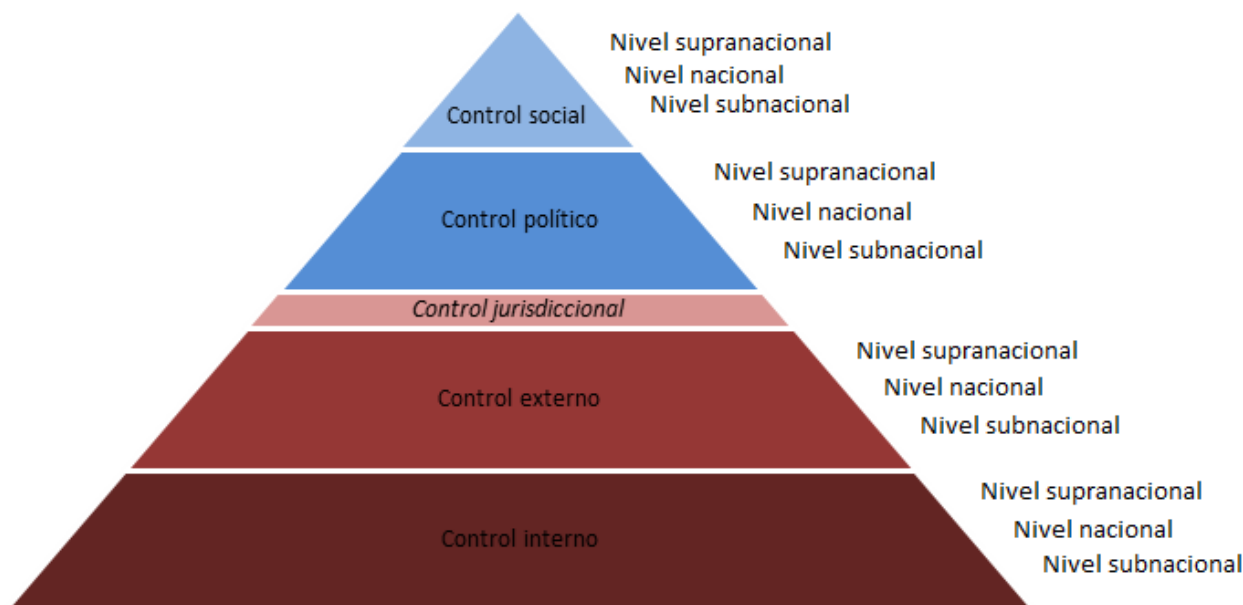 Nivel supranacional
Nivel nacional
Nivel subnacional
Control social
Nivel supranacional
Nivel nacional
Control político
Nivel subnacional
Control jurisdiccional
Nivel supranacional
Nivel nacional
Control externo
Nivel subnacional
Nivel supranacional
Nivel nacional
Control interno
Nivel subnacional